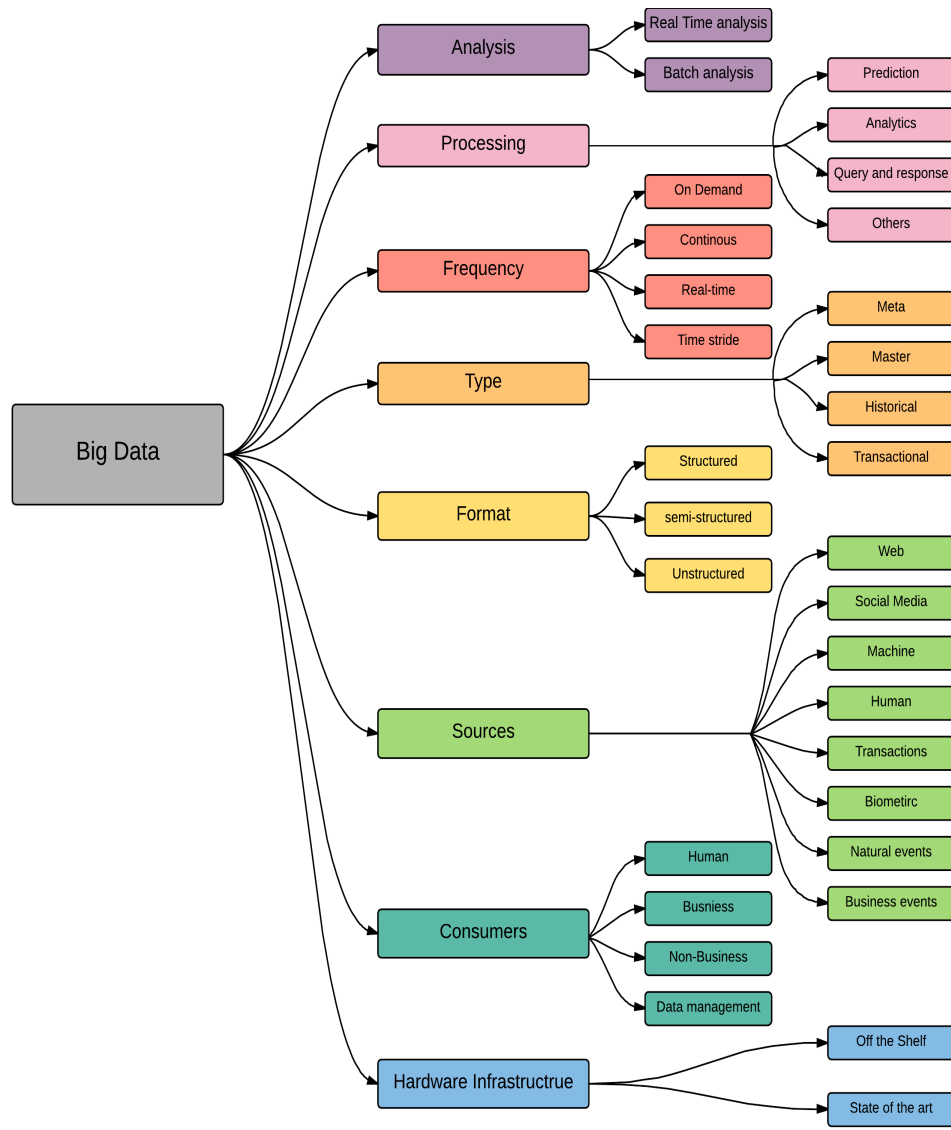 Big Data
Analysis
Real Time analysis
Batch analysis
Processing
Prediction
Analytics
Query and response
Others
Frequency
On Demand
Continous
Real-time
Time stride
Type
Meta
Master
Historical
Transactional
Format
Structured
semi-structured
Unstructured
Sources
Web
Social Media
Machine
Human
Transactions
Biometirc
Natural events
Business events
Consumers
Human
Busniess
Non-Business
Data management
Hardware Infrastructrue
Off the Shelf
State of the art